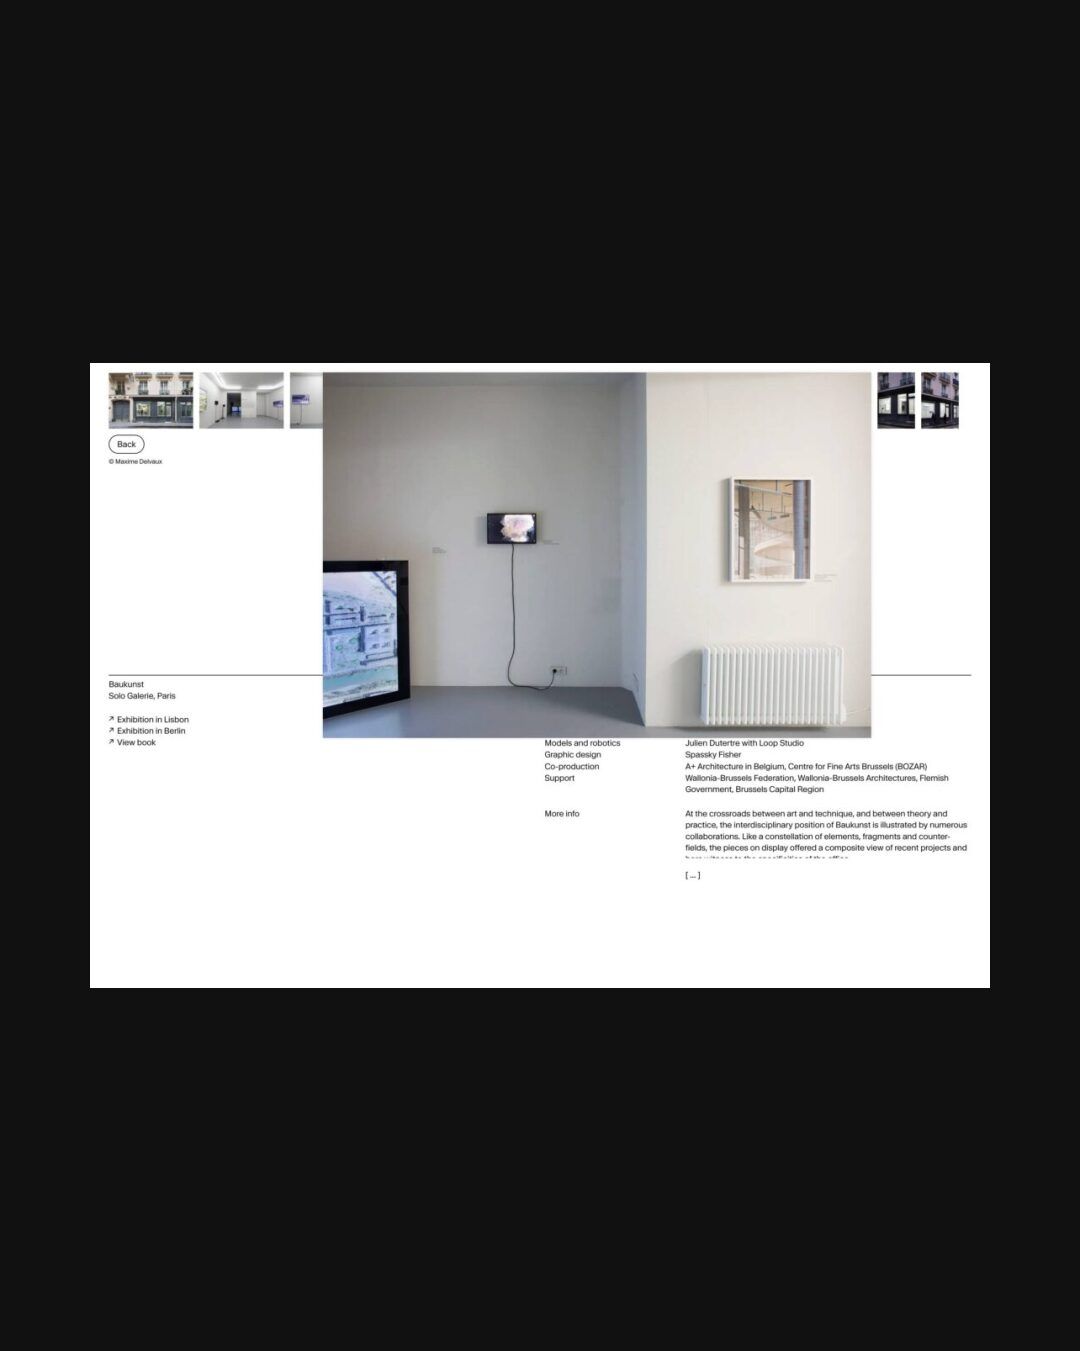 Back
© Maxime Delvaux
Baukunst
Solo Galerie, Paris
↗ Exhibition in Lisbon
↗ Exhibition in Berlin
↗ View book
Models and robotics
Julien Dutertre with Loop Studio
Graphic design
Spassky Fisher
Co-production
A+ Architecture in Belgium, Centre for Fine Arts Brussels (BOZAR)
Support
Wallonia-Brussels Federation, Wallonia-Brussels Architectures, Flemish
Government, Brussels Capital Region
More info
At the crossroads between art and technique, and between theory and
practice, the interdisciplinary position of Baukunst is illustrated by numerous
collaborations. Like a constellation of elements, fragments and counter-
fields, the pieces on display offered a composite view of recent projects and
[ ... ]